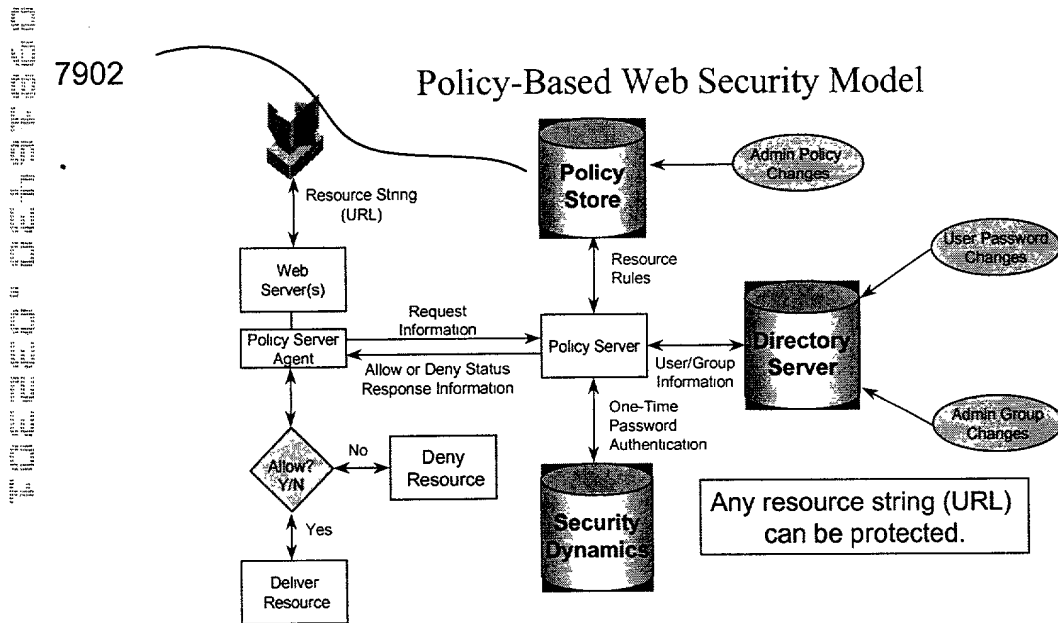 7902
Policy-Based Web Security Model
Resource String
(URL)
Policy
Store
Admin Policy
Changes
Web
Server(s)
Resource
Rules
User Password
Changes
Request
Information
Policy Server
Agent
Allow or Deny Status
Response Information
Policy Server
User/Group
Information
Directory
Server
One-Time
Password
Authentication
Admin Group
Changes
Allow?
Y/N
No
Deny
Resource
Yes
Security
Dynamics
Any resource string (URL)
can be protected.
Deliver
Resource